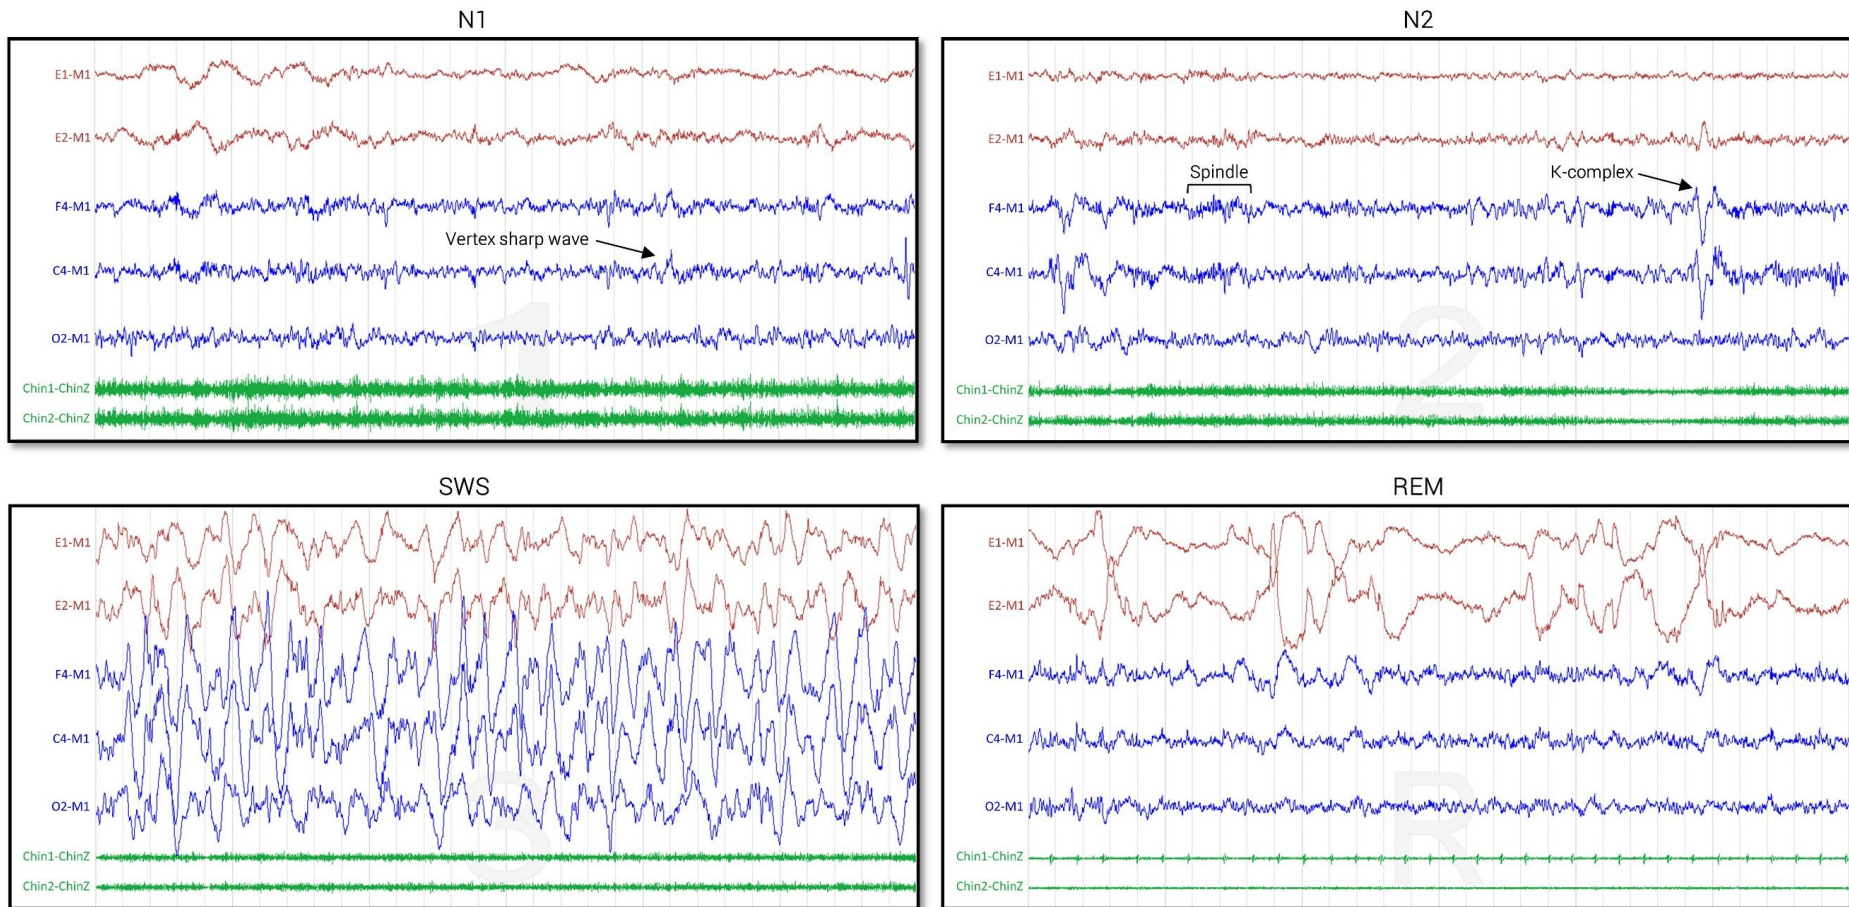 N1
E1-M1
E2-M1
F4-M1
Vertex sharp wave
C4-M1
O2-M1
Chin1-ChinZ
Chin2-ChinZ
1
N2
E1-M1
E2-M1
Spindle
K-complex
F4-M1
C4-M1
O2-M1
Chin1-ChinZ
Chin2-ChinZ
2
SWS
E1-M1
E2-M1
F4-M1
C4-M1
O2-M1
Chin1-ChinZ
Chin2-ChinZ
3
REM
E1-M1
E2-M1
F4-M1
C4-M1
O2-M1
Chin1-ChinZ
Chin2-ChinZ
R